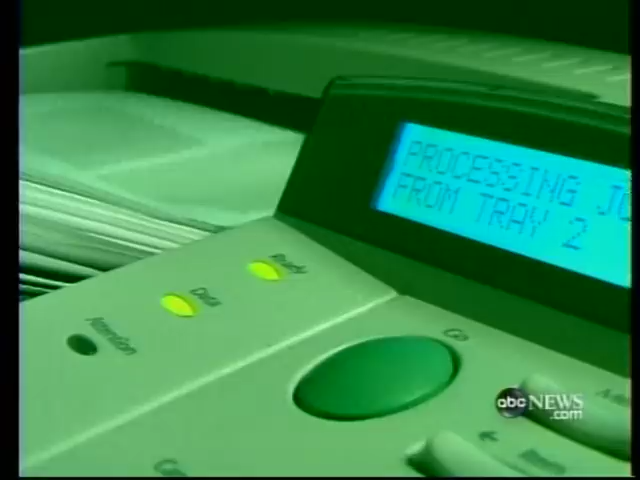 PROCESSING JO
FROM TRAY 2
Ready
Data
Attention
Go
abc NEWS
.com